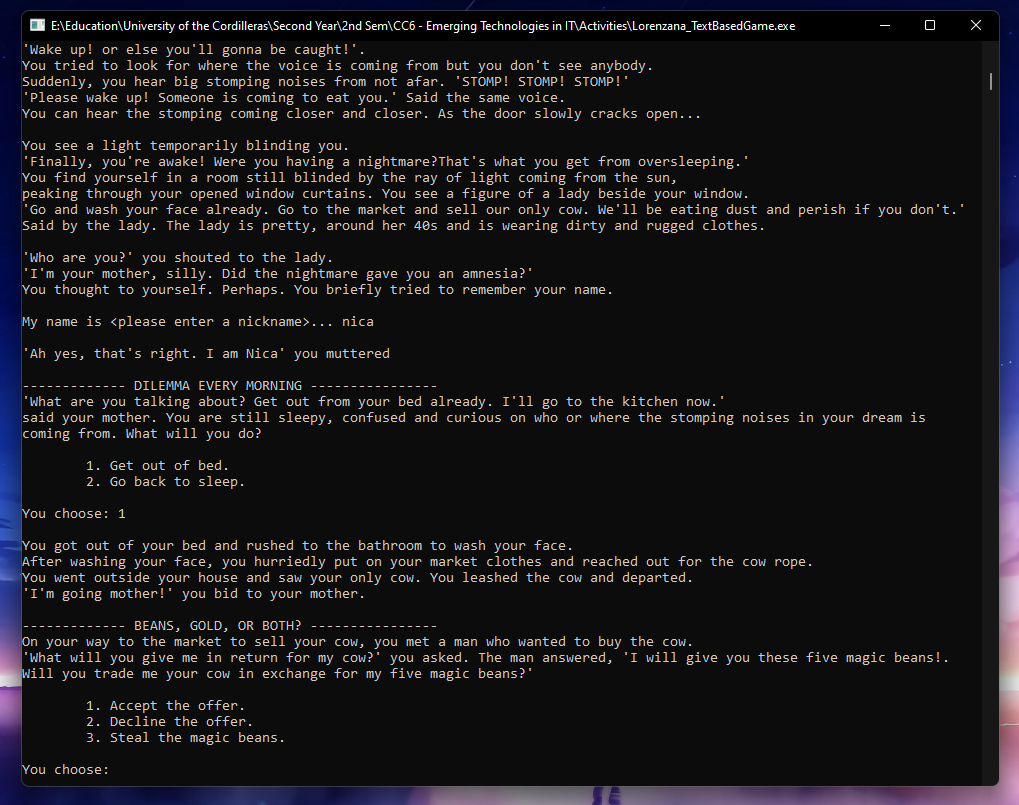 E:\Education\University of the Cordilleras\Second Year\2nd Sem\CC6 - Emerging Technologies in IT\Activities\Lorenzana_TextBasedGame.exe
'Wake up! or else you'll gonna be caught!'.
You tried to look for where the voice is coming from but you don't see anybody.
Suddenly, you hear big stomping noises from not afar. 'STOMP! STOMP! STOMP!'
'Please wake up! Someone is coming to eat you.' Said the same voice.
You can hear the stomping coming closer and closer. As the door slowly cracks open...
You see a light temporarily blinding you.
'Finally, you're awake! Were you having a nightmare?That's what you get from oversleeping.'
You find yourself in a room still blinded by the ray of light coming from the sun,
peaking through your opened window curtains. You see a figure of a lady beside your window.
'Go and wash your face already. Go to the market and sell our only cow. We'll be eating dust and perish if you don't.'
Said by the lady. The lady is pretty, around her 40s and is wearing dirty and rugged clothes.
'Who are you?' you shouted to the lady.
'I'm your mother, silly. Did the nightmare gave you an amnesia?'
You thought to yourself. Perhaps. You briefly tried to remember your name.
My name is <please enter a nickname>... nica
'Ah yes, that's right. I am Nica' you muttered
------------- DILEMMA EVERY MORNING ----------------
'What are you talking about? Get out from your bed already. I'll go to the kitchen now.'
said your mother. You are still sleepy, confused and curious on who or where the stomping noises in your dream is
coming from. What will you do?
1. Get out of bed.
2. Go back to sleep.
You choose: 1
You got out of your bed and rushed to the bathroom to wash your face.
After washing your face, you hurriedly put on your market clothes and reached out for the cow rope.
You went outside your house and saw your only cow. You leashed the cow and departed.
'I'm going mother!' you bid to your mother.
------------- BEANS, GOLD, OR BOTH? ----------------
On your way to the market to sell your cow, you met a man who wanted to buy the cow.
'What will you give me in return for my cow?' you asked. The man answered, 'I will give you these five magic beans!.
Will you trade me your cow in exchange for my five magic beans?'
1. Accept the offer.
2. Decline the offer.
3. Steal the magic beans.
You choose: